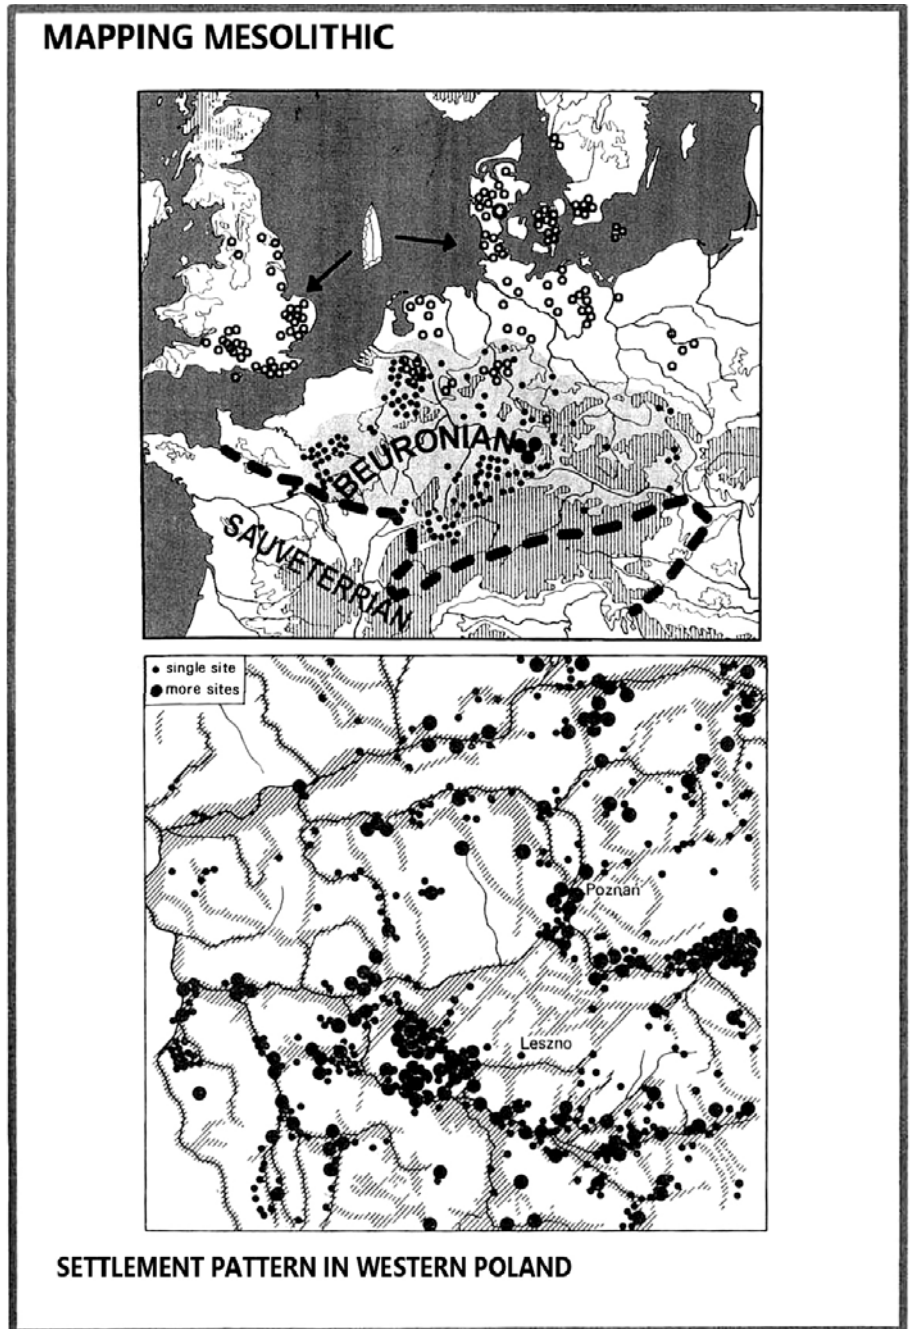 MAPPING MESOLITHIC
BEURONIAN
SAUVETERRIAN
single site
more sites
Poznań
Leszno
SETTLEMENT PATTERN IN WESTERN POLAND